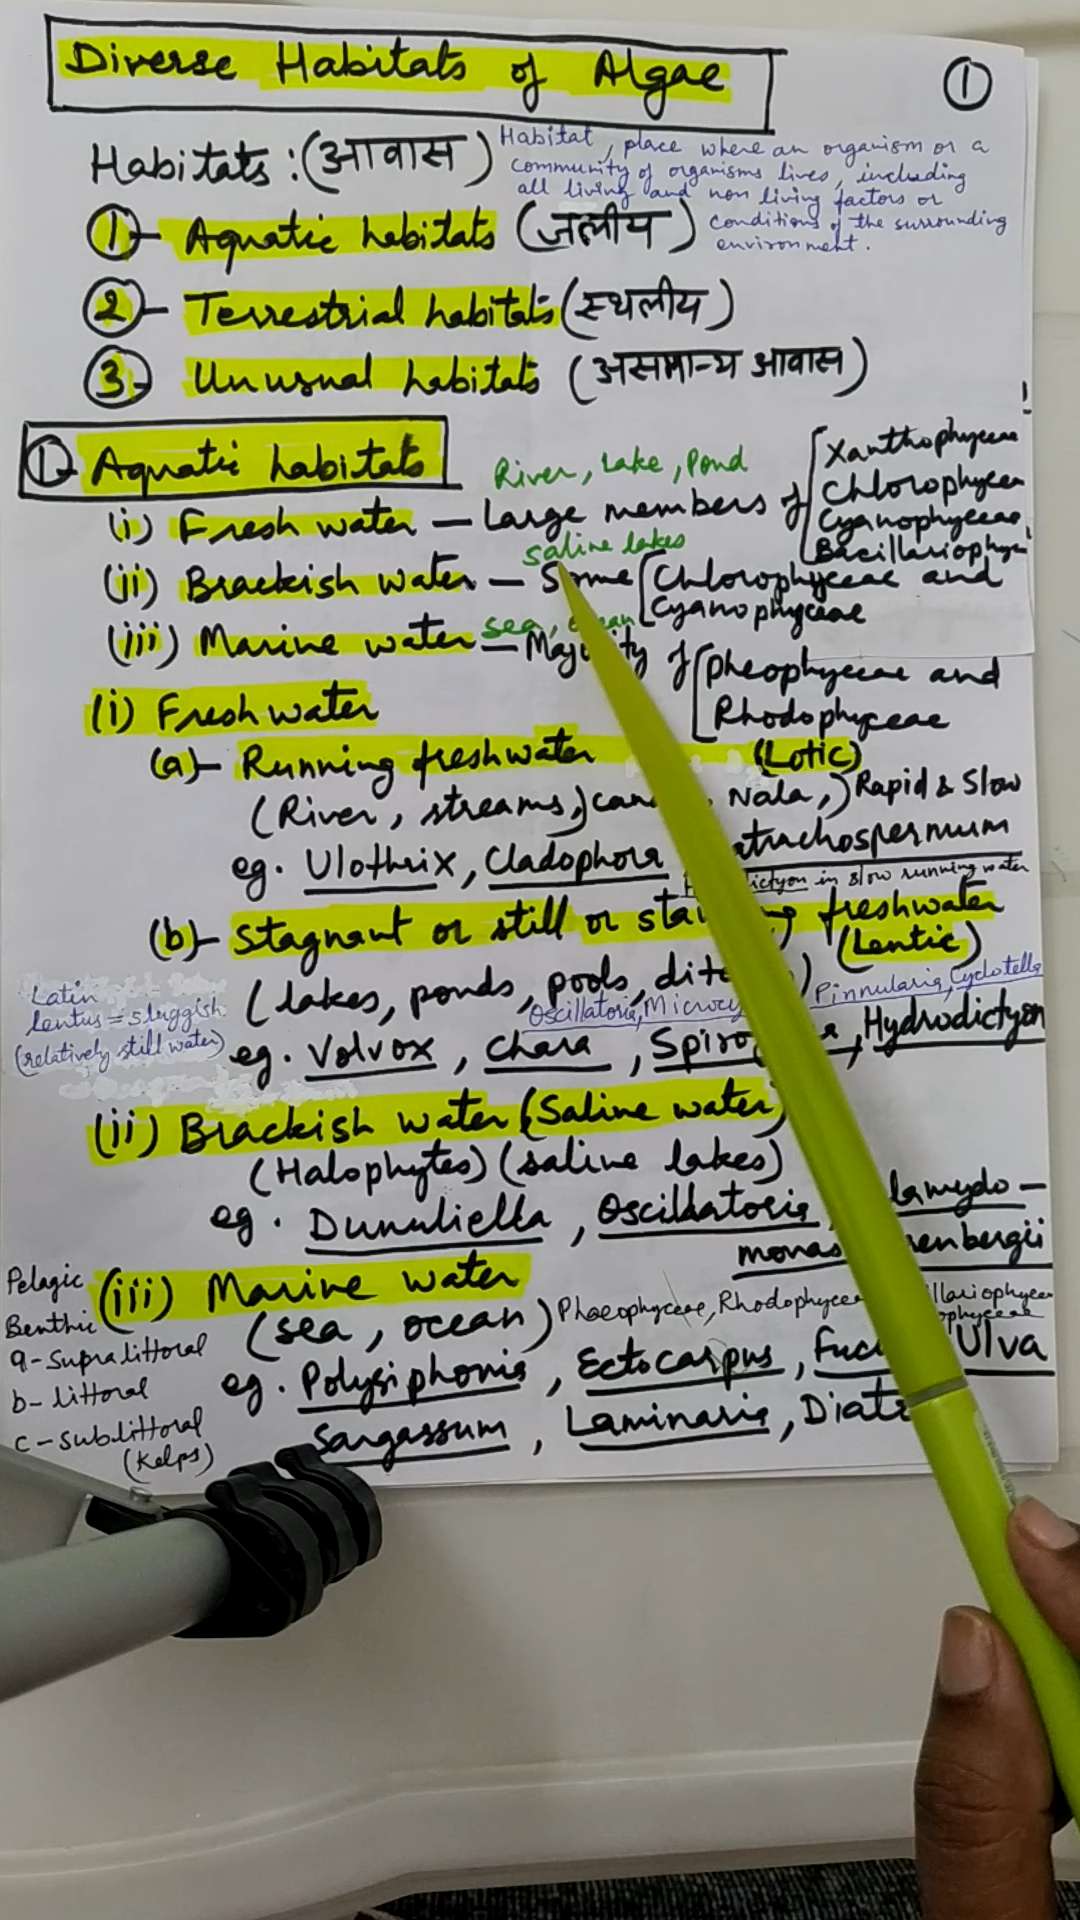 Diverse Habitats of Algae
1
Habitats : (आवास)
Habitat, place where an organism or a
community of organisms lives, including
all living and non living factors or
conditions of the surrounding
environment.
1- Aquatic habitats (जलीय)
2- Terrestrial habitats (स्थलीय)
3- Unusual habitats (असमान्य आवास)
1- Aquatic habitats
River, Lake, Pond
(i) Fresh water — Large members of [Xanthophyceae
Chlorophyceae
Cyanophyceae
saline lakes
(ii) Brackish water — Some [Chlorophyceae and
Cyanophyceae
sea,
(iii) Marine water — Majority of [Pheophyceae and
Rhodophyceae
(i) Freshwater
(a)- Running freshwater (Lotic)
(River, streams, Nala,) Rapid & Slow
eg. Ulothrix, Cladophora
in slow running water
(b)- Stagnant or still or freshwater
(Lentic)
Latin
lentus = sluggish
(relatively still water)
(lakes, ponds, pools,
Oscillatoria, Pinnularia, Cyclotella
eg. Volvox, Chara, Hydrodictyon
(ii) Brackish water (Saline water)
(Halophytes) (saline lakes)
eg. Dunuliella, Oscillatoria,
Pelagic
Benthic
a- Supralittoral
b- littoral
c- sublittoral
(Kelps)
(iii) Marine water
(sea, ocean) Phaeophyceae, Rhodophyceae
eg. Polysiphonia, Ectocarpus, Ulva
Sargassum, Laminaria,